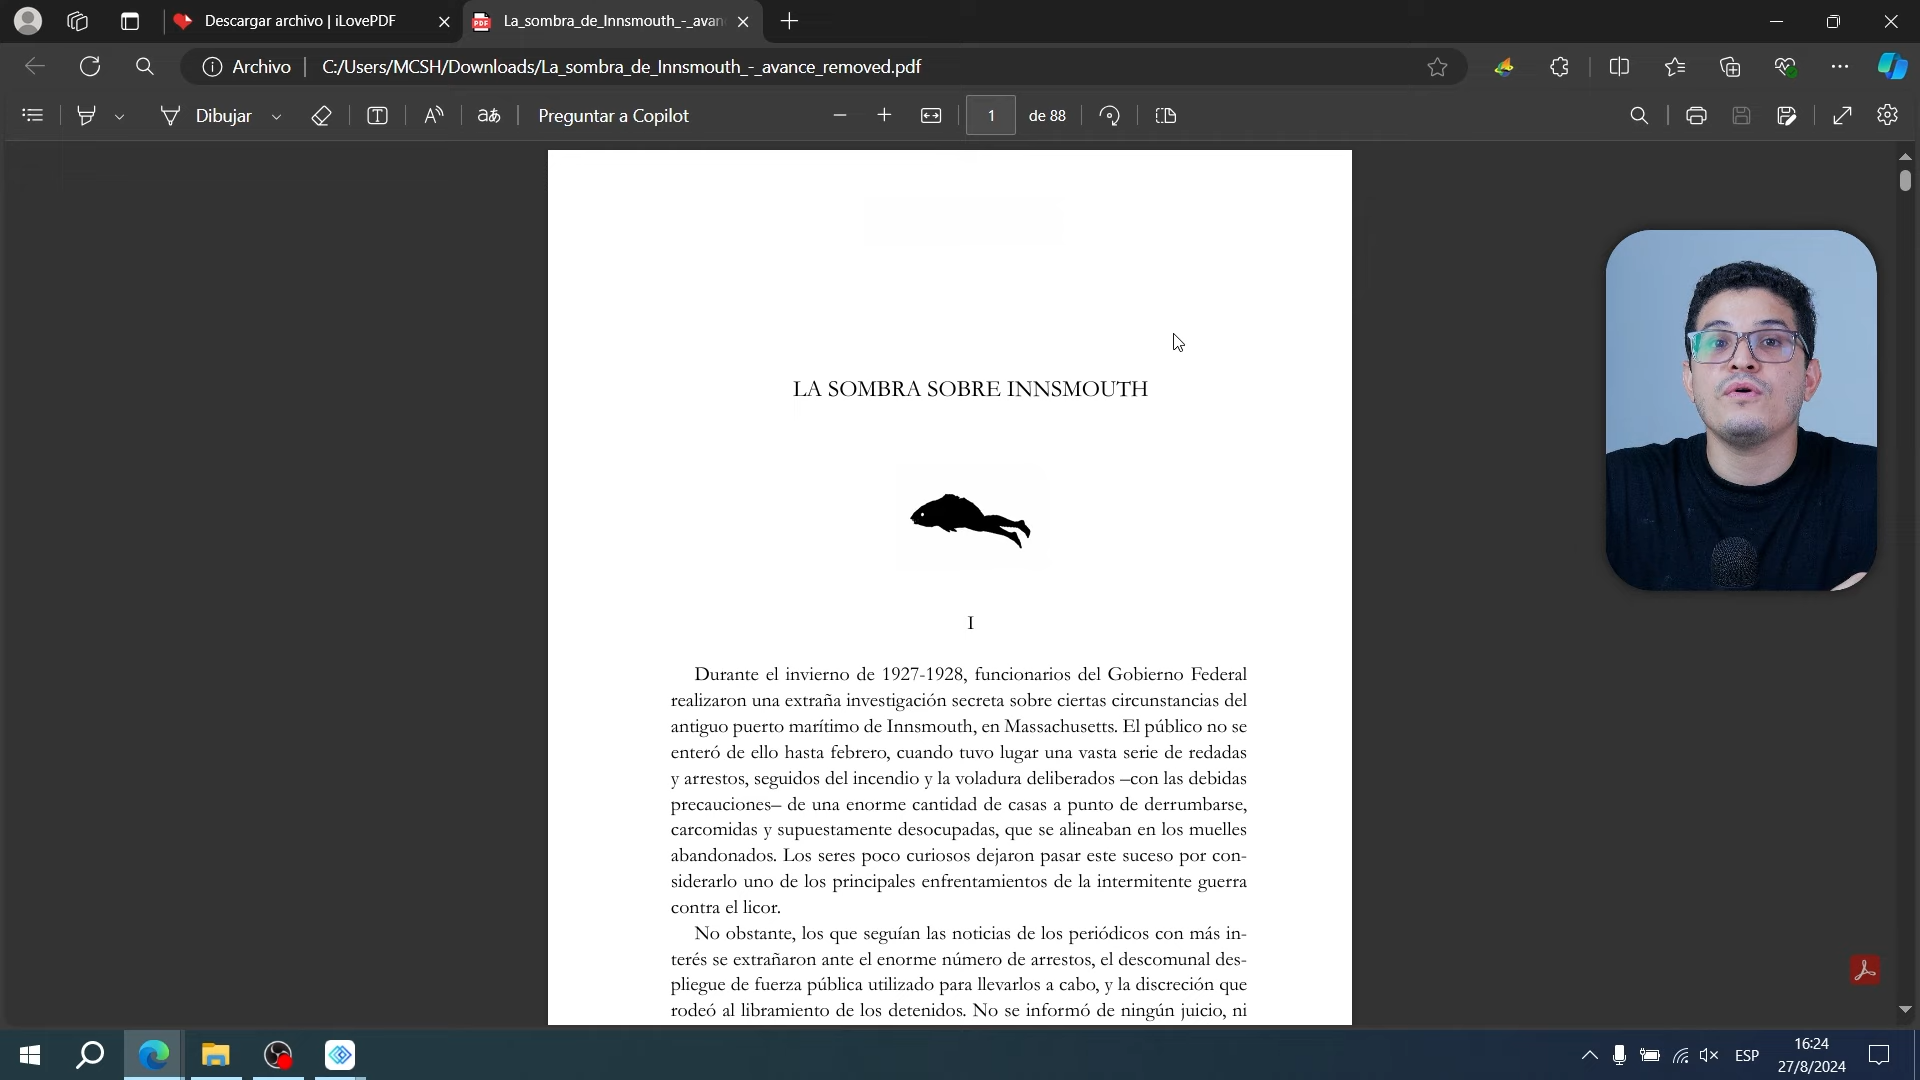 Descargar archivo | iLovePDF
La_sombra_de_Innsmouth_-_avan
Archivo
C:/Users/MCSH/Downloads/La_sombra_de_Innsmouth_-_avance_removed.pdf
Dibujar
aあ
Preguntar a Copilot
1 de 88
LA SOMBRA SOBRE INNSMOUTH
I
Durante el invierno de 1927-1928, funcionarios del Gobierno Federal
realizaron una extraña investigación secreta sobre ciertas circunstancias del
antiguo puerto marítimo de Innsmouth, en Massachusetts. El público no se
enteró de ello hasta febrero, cuando tuvo lugar una vasta serie de redadas
y arrestos, seguidos del incendio y la voladura deliberados –con las debidas
precauciones– de una enorme cantidad de casas a punto de derrumbarse,
carcomidas y supuestamente desocupadas, que se alineaban en los muelles
abandonados. Los seres poco curiosos dejaron pasar este suceso por con-
siderarlo uno de los principales enfrentamientos de la intermitente guerra
contra el licor.
No obstante, los que seguían las noticias de los periódicos con más in-
terés se extrañaron ante el enorme número de arrestos, el descomunal des-
pliegue de fuerza pública utilizado para llevarlos a cabo, y la discreción que
rodeó al libramiento de los detenidos. No se informó de ningún juicio, ni
ESP
16:24
27/8/2024